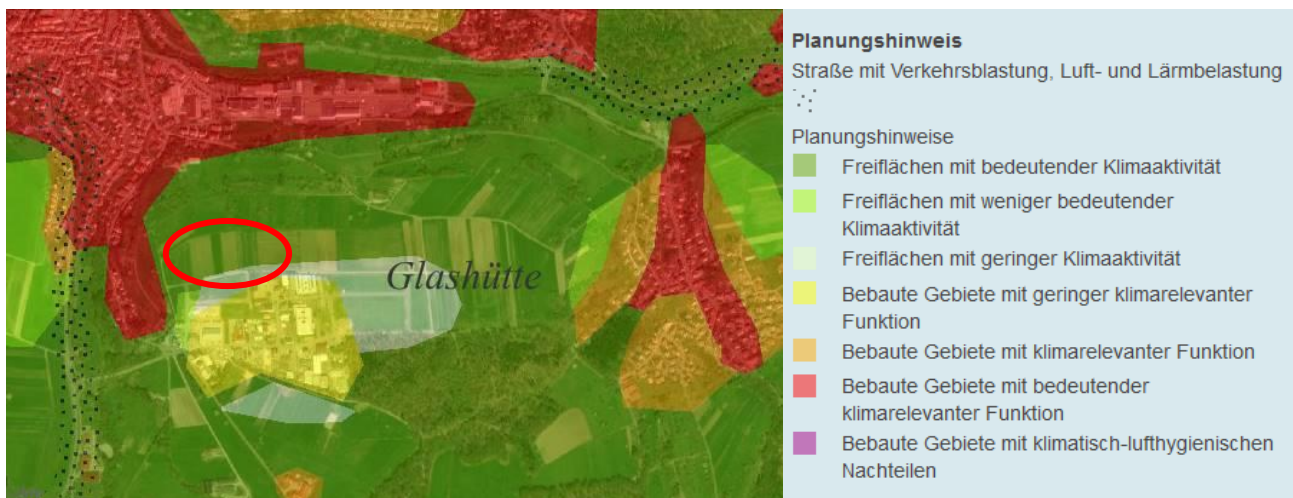 Glashütte
Planungshinweis
Straße mit Verkehrsblastung, Luft- und Lärmbelastung
Planungshinweise
Freiflächen mit bedeutender Klimaaktivität
Freiflächen mit weniger bedeutender
Klimaaktivität
Freiflächen mit geringer Klimaaktivität
Bebaute Gebiete mit geringer klimarelevanter
Funktion
Bebaute Gebiete mit klimarelevanter Funktion
Bebaute Gebiete mit bedeutender
klimarelevanter Funktion
Bebaute Gebiete mit klimatisch-lufthygienischen
Nachteilen